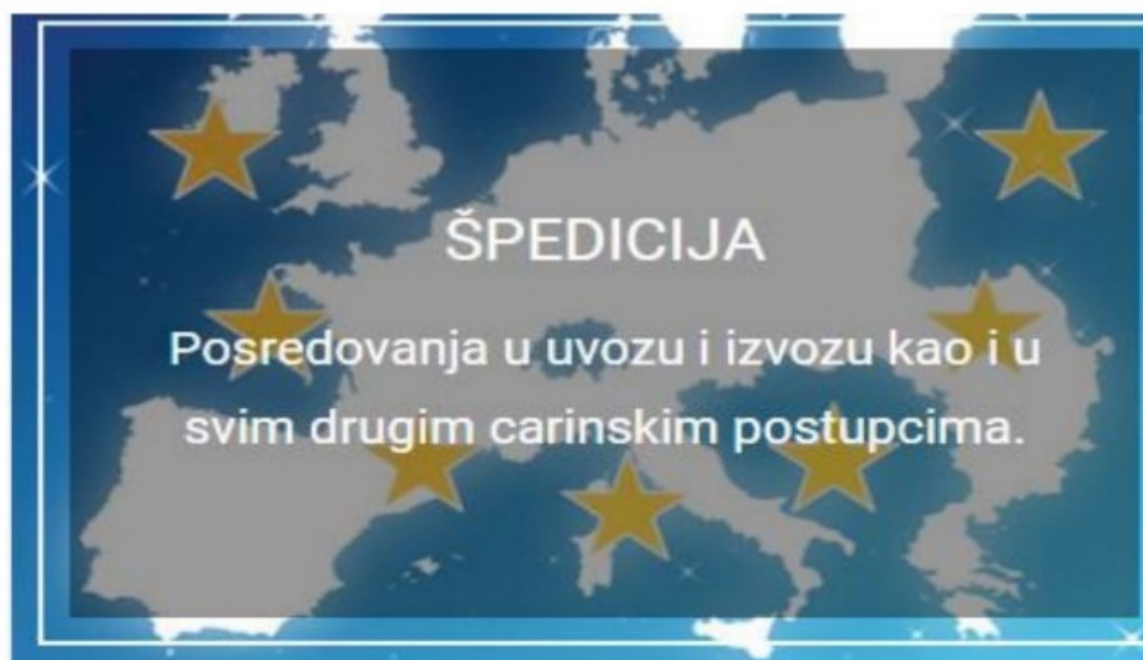 ŠPEDICIJA
Posredovanja u uvozu i izvozu kao i u
svim drugim carinskim postupcima.